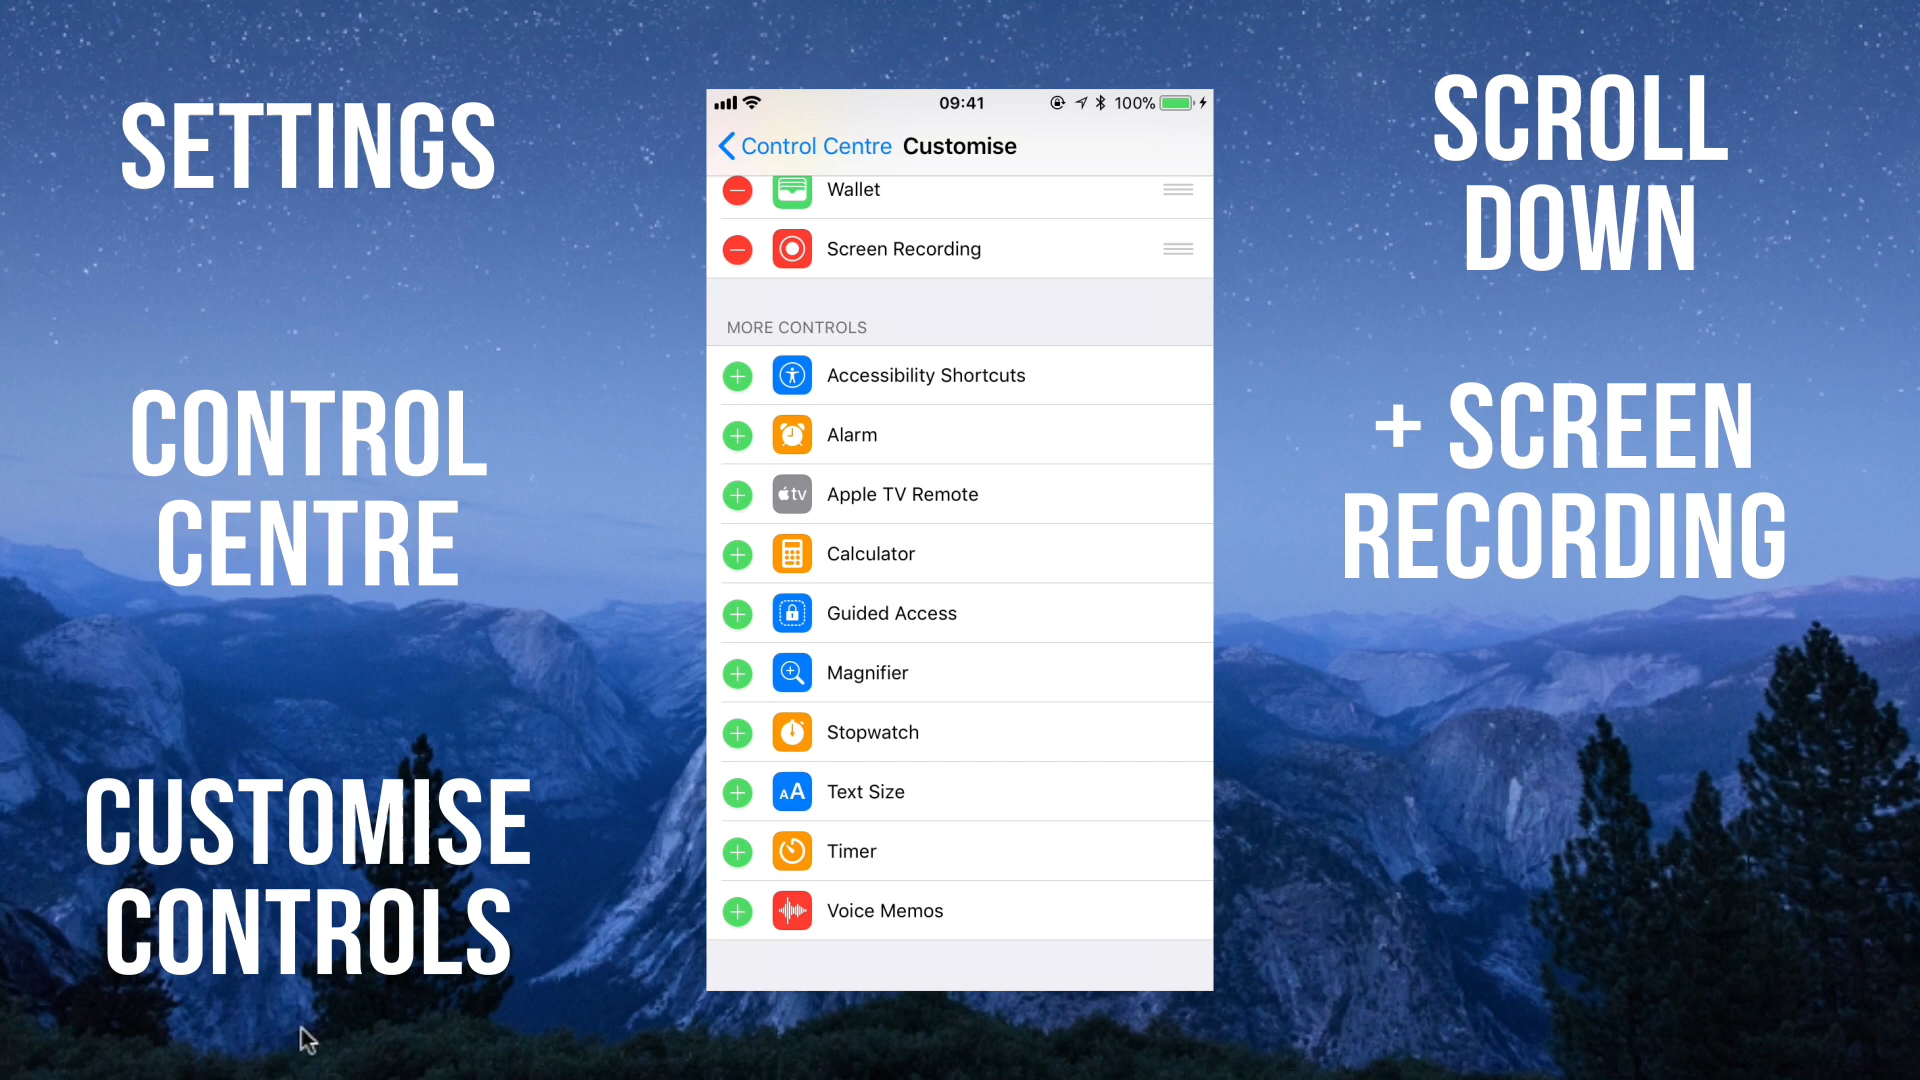 SETTINGS
CONTROL
CENTRE
CUSTOMISE
CONTROLS
09:41
100%
Control Centre Customise
Wallet
Screen Recording
MORE CONTROLS
Accessibility Shortcuts
Alarm
tv Apple TV Remote
Calculator
Guided Access
Magnifier
Stopwatch
AA Text Size
Timer
Voice Memos
SCROLL
DOWN
+ SCREEN
RECORDING